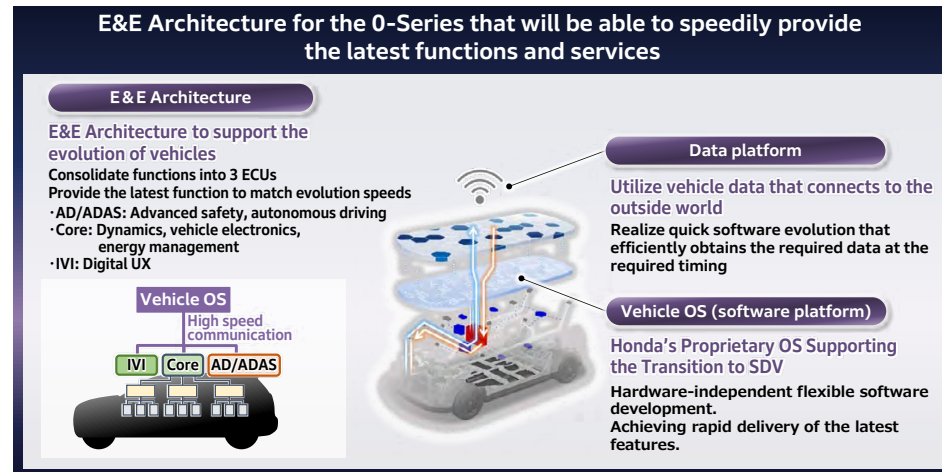 E&E Architecture for the 0-Series that will be able to speedily provide
the latest functions and services
E&E Architecture
E&E Architecture to support the
evolution of vehicles
Consolidate functions into 3 ECUs
Provide the latest function to match evolution speeds
・AD/ADAS: Advanced safety, autonomous driving
・Core: Dynamics, vehicle electronics,
energy management
・IVI: Digital UX
Vehicle OS
High speed
communication
IVI Core AD/ADAS
Data platform
Utilize vehicle data that connects to the
outside world
Realize quick software evolution that
efficiently obtains the required data at the
required timing
Vehicle OS (software platform)
Honda's Proprietary OS Supporting
the Transition to SDV
Hardware-independent flexible software
development.
Achieving rapid delivery of the latest
features.